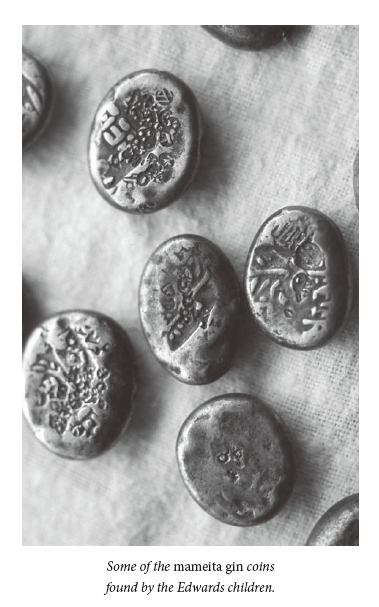 Some of the mameita gin coins
found by the Edwards children.